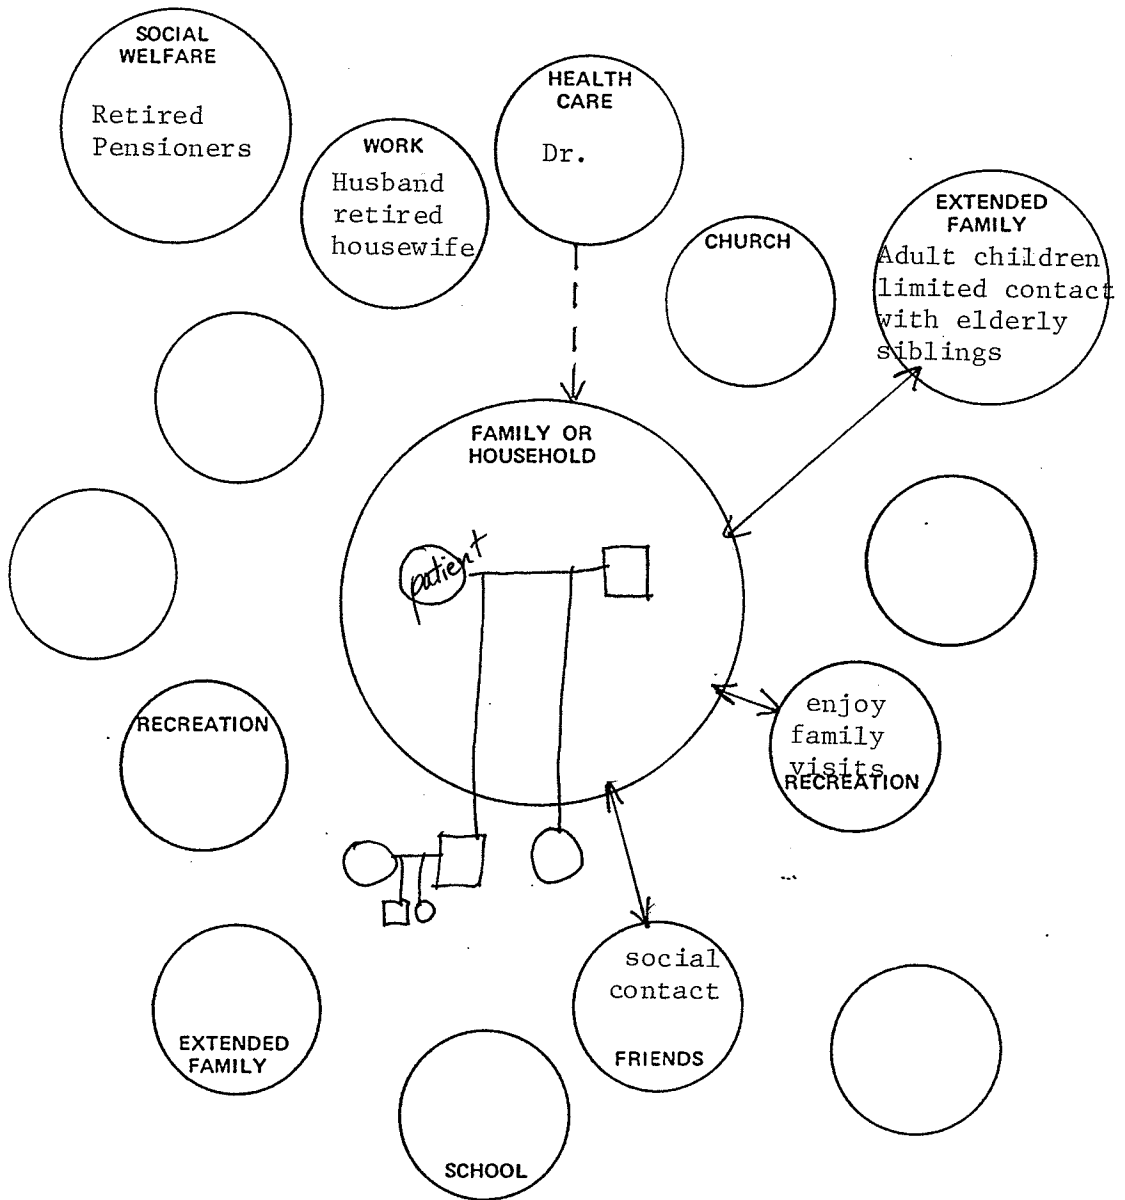 SOCIAL
WELFARE
Retired
Pensioners
WORK
Husband
retired
housewife
HEALTH
CARE
Dr.
CHURCH
EXTENDED
FAMILY
Adult children
limited contact
with elderly
siblings
FAMILY OR
HOUSEHOLD
patient
RECREATION
enjoy
family
visits
RECREATION
EXTENDED
FAMILY
social
contact
FRIENDS
SCHOOL